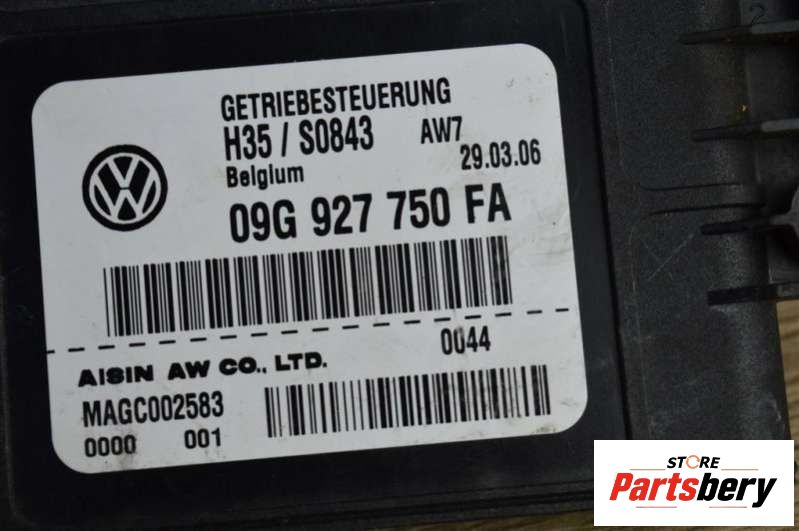 GETRIEBESTEUERUNG
H35 / S0843 AW7
Belgium 29.03.06
09G 927 750 FA
0044
AISIN AW CO., LTD.
MAGC002583
0000 001
2
STORE
Partsbery